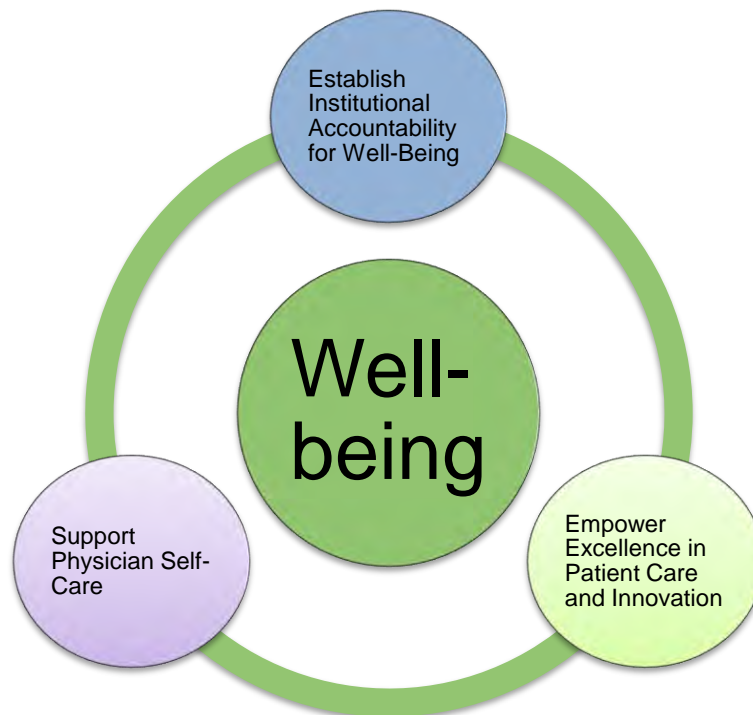 Establish
Institutional
Accountability
for Well-Being
Well-
being
Support
Physician Self-
Care
Empower
Excellence in
Patient Care
and Innovation